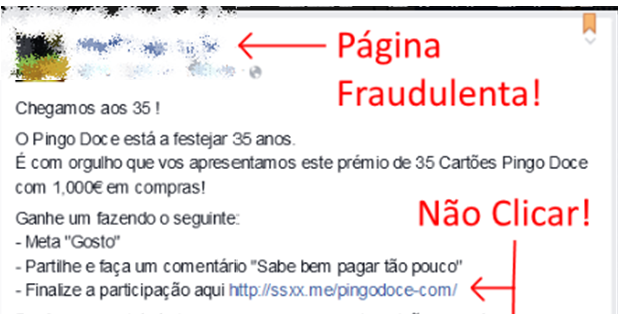 Página
Fraudulenta!
Chegamos aos 35 !
O Pingo Doce está a festejar 35 anos.
É com orgulho que vos apresentamos este prémio de 35 Cartões Pingo Doce
com 1,000€ em compras!
Não Clicar!
Ganhe um fazendo o seguinte:
- Meta "Gosto"
- Partilhe e faça um comentário "Sabe bem pagar tão pouco"
- Finalize a participação aqui http://ssxx.me/pingodoce-com/